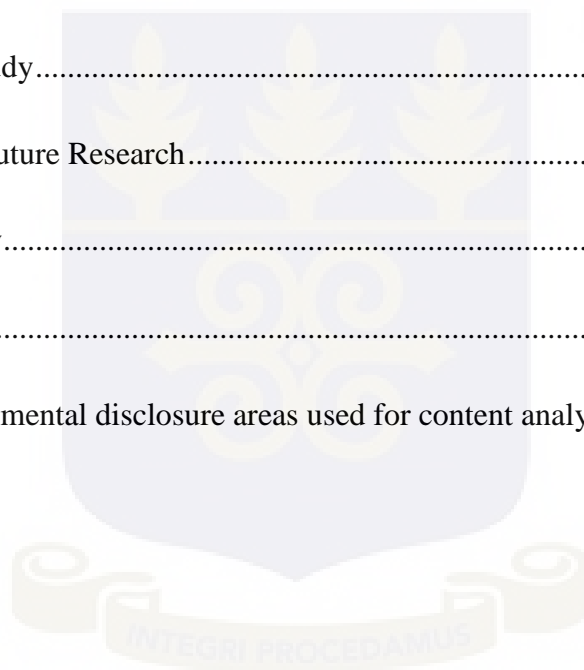 dy..................................................................
uture Research..................................................
..................................................................
..................................................................
mental disclosure areas used for content analy
INTEGRI PROCEDAMUS